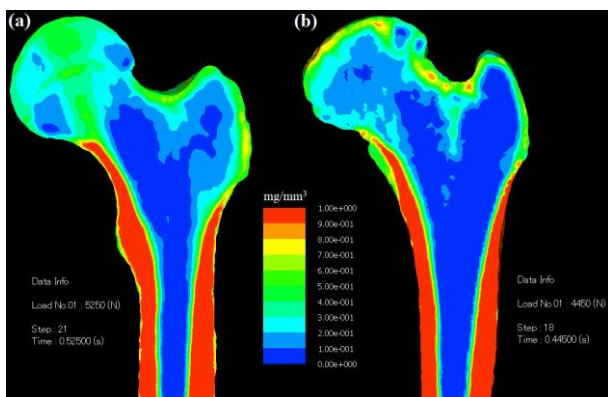 (a)
(b)
mg/mm³
1.00e+000
9.00e-001
8.00e-001
7.00e-001
6.00e-001
5.00e-001
4.00e-001
3.00e-001
2.00e-001
1.00e-001
0.00e+000
Data Info
Load No.01 : 5250 (N)
Step : 21
Time : 0.52500 (s)
Data Info
Load No.01 : 4450 (N)
Step : 18
Time : 0.44500 (s)